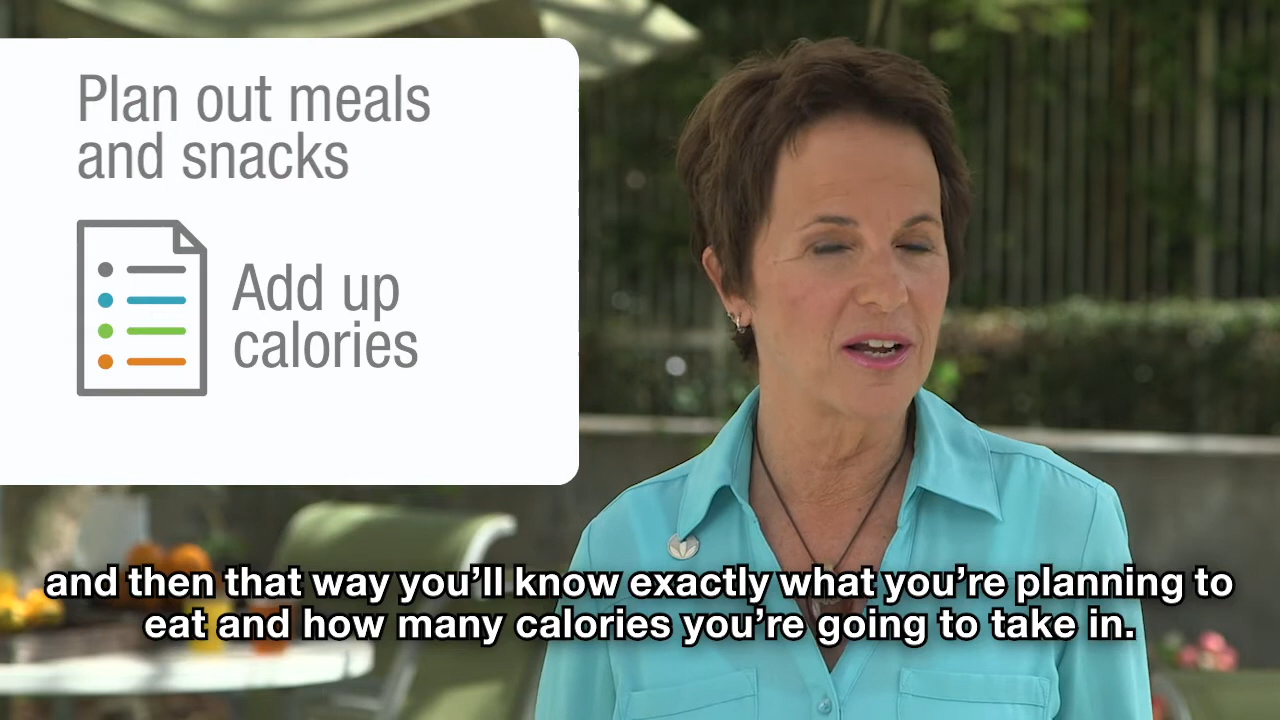 Plan out meals
and snacks
Add up
calories
and then that way you’ll know exactly what you’re planning to
eat and how many calories you’re going to take in.